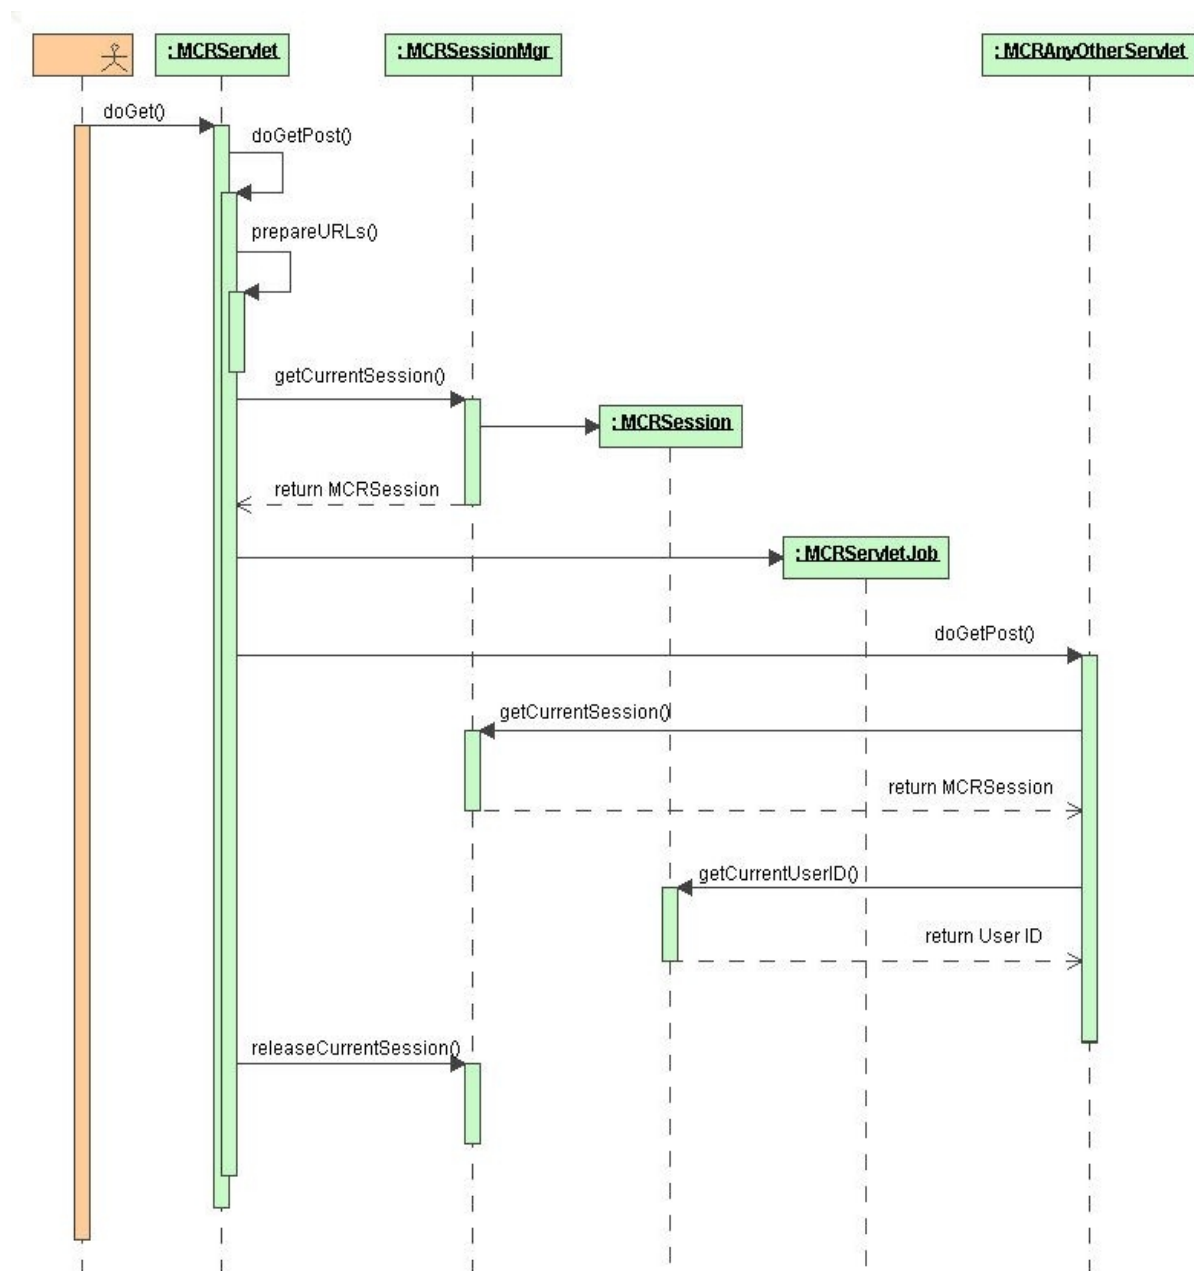 : MCRServlet
: MCRSessionMgr
: MCRAnyOtherServlet
doGet()
doGetPost()
prepareURLs()
getCurrentSession()
: MCRSession
return MCRSession
: MCRServletJob
doGetPost()
getCurrentSession()
return MCRSession
getCurrentUserID()
return User ID
releaseCurrentSession()